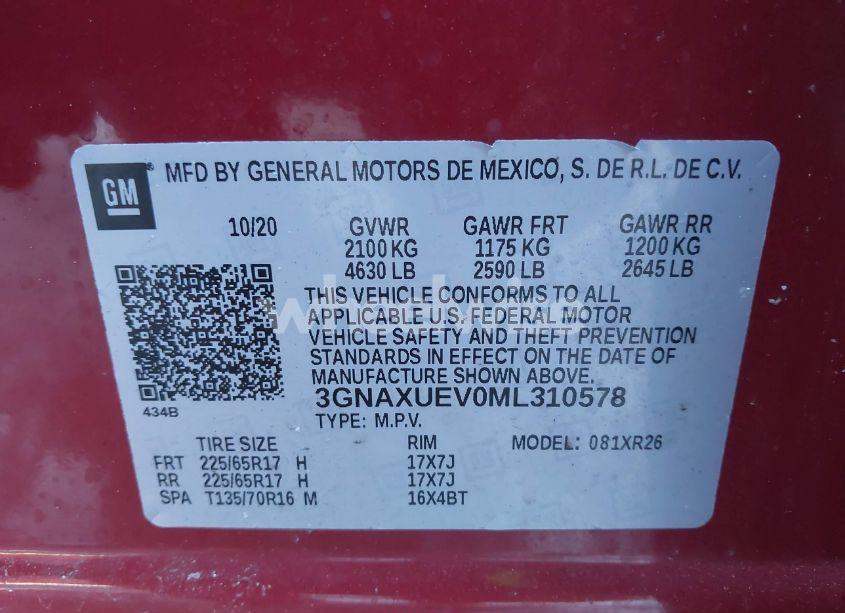 GM
MFD BY GENERAL MOTORS DE MEXICO, S. DE R.L. DE C.V.
10/20 GVWR GAWR FRT GAWR RR
2100 KG 1175 KG 1200 KG
4630 LB 2590 LB 2645 LB
THIS VEHICLE CONFORMS TO ALL
APPLICABLE U.S. FEDERAL MOTOR
VEHICLE SAFETY AND THEFT PREVENTION
STANDARDS IN EFFECT ON THE DATE OF
MANUFACTURE SHOWN ABOVE.
3GNAXUEV0ML310578
434B
TYPE: M.P.V.
TIRE SIZE RIM MODEL: 081XR26
FRT 225/65R17 H 17X7J
RR 225/65R17 H 17X7J
SPA T135/70R16 M 16X4BT